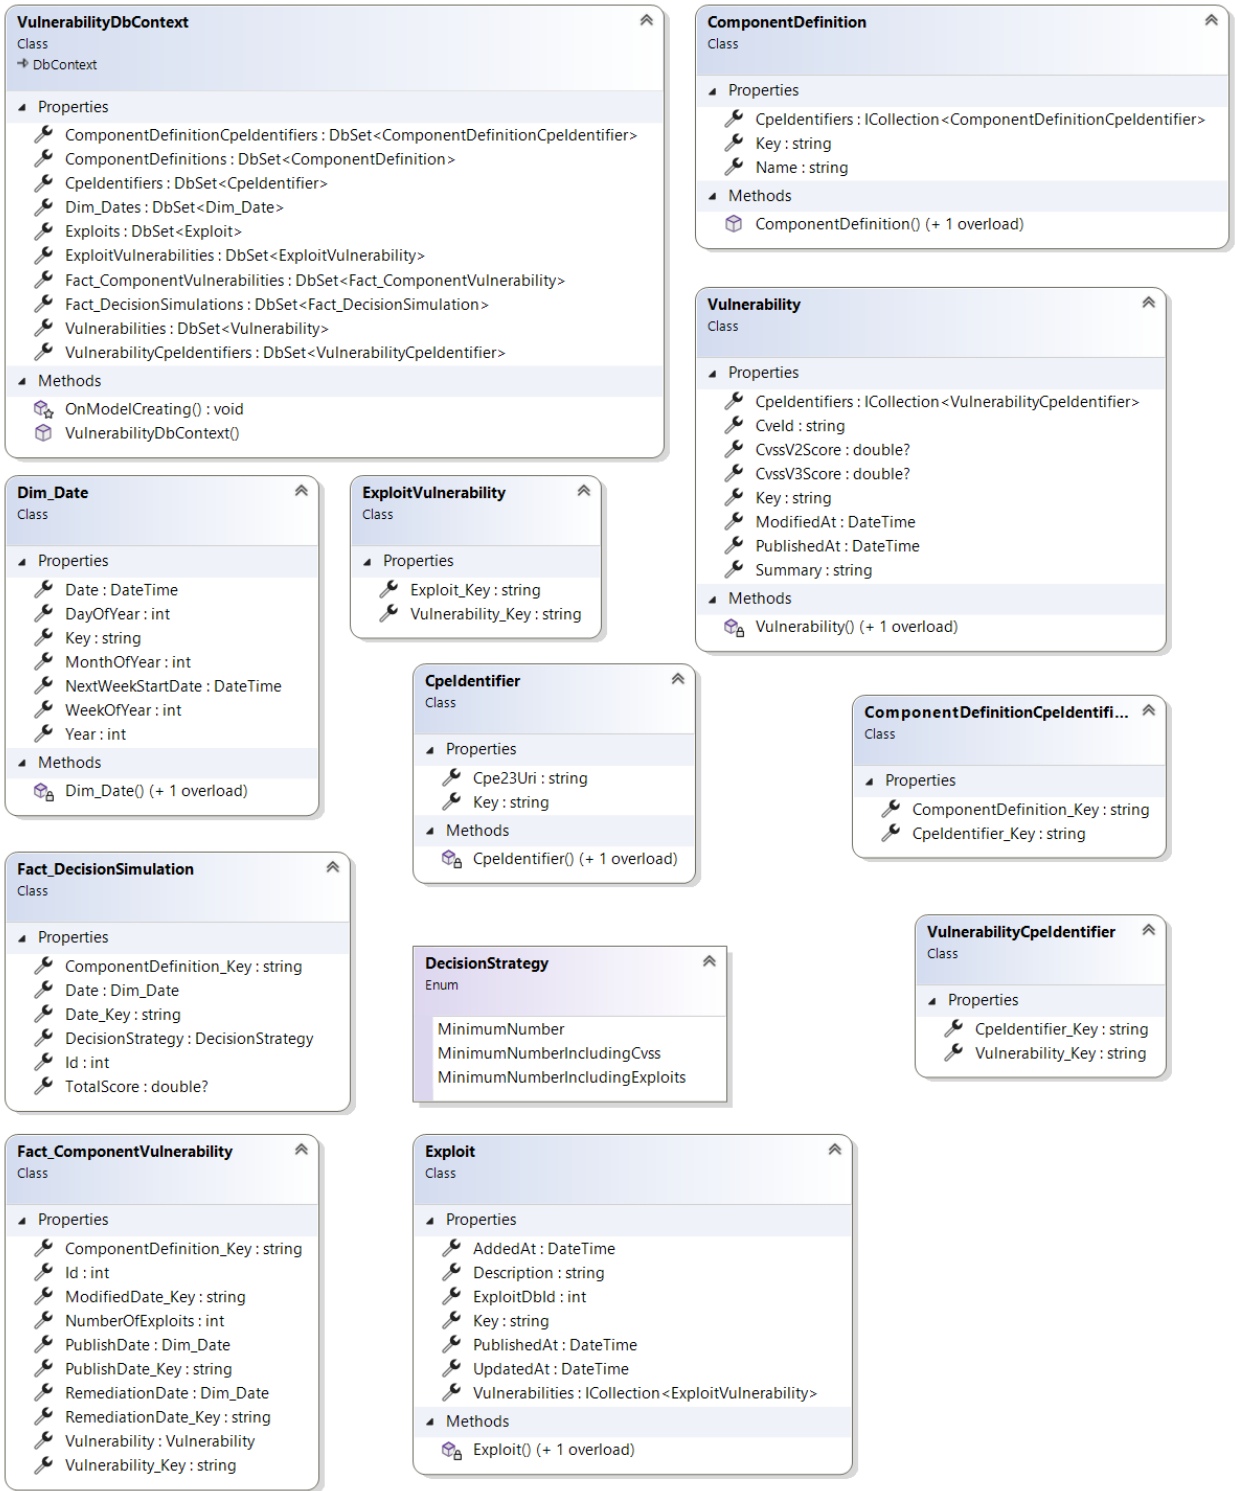 VulnerabilityDbContext
Class
DbContext
Properties
ComponentDefinitionCpeIdentifiers : DbSet<ComponentDefinitionCpeIdentifier>
ComponentDefinitions : DbSet<ComponentDefinition>
CpeIdentifiers : DbSet<CpeIdentifier>
Dim_Dates : DbSet<Dim_Date>
Exploits : DbSet<Exploit>
ExploitVulnerabilities : DbSet<ExploitVulnerability>
Fact_ComponentVulnerabilities : DbSet<Fact_ComponentVulnerability>
Fact_DecisionSimulations : DbSet<Fact_DecisionSimulation>
Vulnerabilities : DbSet<Vulnerability>
VulnerabilityCpeIdentifiers : DbSet<VulnerabilityCpeIdentifier>
Methods
OnModelCreating() : void
VulnerabilityDbContext()
ComponentDefinition
Class
Properties
CpeIdentifiers : ICollection<ComponentDefinitionCpeIdentifier>
Key : string
Name : string
Methods
ComponentDefinition() (+ 1 overload)
Vulnerability
Class
Properties
CpeIdentifiers : ICollection<VulnerabilityCpeIdentifier>
CveId : string
CvssV2Score : double?
CvssV3Score : double?
Key : string
ModifiedAt : DateTime
PublishedAt : DateTime
Summary : string
Methods
Vulnerability() (+ 1 overload)
Dim_Date
Class
Properties
Date : DateTime
DayOfYear : int
Key : string
MonthOfYear : int
NextWeekStartDate : DateTime
WeekOfYear : int
Year : int
Methods
Dim_Date() (+ 1 overload)
ExploitVulnerability
Class
Properties
Exploit_Key : string
Vulnerability_Key : string
CpeIdentifier
Class
Properties
Cpe23Uri : string
Key : string
Methods
CpeIdentifier() (+ 1 overload)
ComponentDefinitionCpeIdentifi...
Class
Properties
ComponentDefinition_Key : string
CpeIdentifier_Key : string
Fact_DecisionSimulation
Class
Properties
ComponentDefinition_Key : string
Date : Dim_Date
Date_Key : string
DecisionStrategy : DecisionStrategy
Id : int
TotalScore : double?
DecisionStrategy
Enum
MinimumNumber
MinimumNumberIncludingCvss
MinimumNumberIncludingExploits
VulnerabilityCpeIdentifier
Class
Properties
CpeIdentifier_Key : string
Vulnerability_Key : string
Fact_ComponentVulnerability
Class
Properties
ComponentDefinition_Key : string
Id : int
ModifiedDate_Key : string
NumberOfExploits : int
PublishDate : Dim_Date
PublishDate_Key : string
RemediationDate : Dim_Date
RemediationDate_Key : string
Vulnerability : Vulnerability
Vulnerability_Key : string
Exploit
Class
Properties
AddedAt : DateTime
Description : string
ExploitDbId : int
Key : string
PublishedAt : DateTime
UpdatedAt : DateTime
Vulnerabilities : ICollection<ExploitVulnerability>
Methods
Exploit() (+ 1 overload)